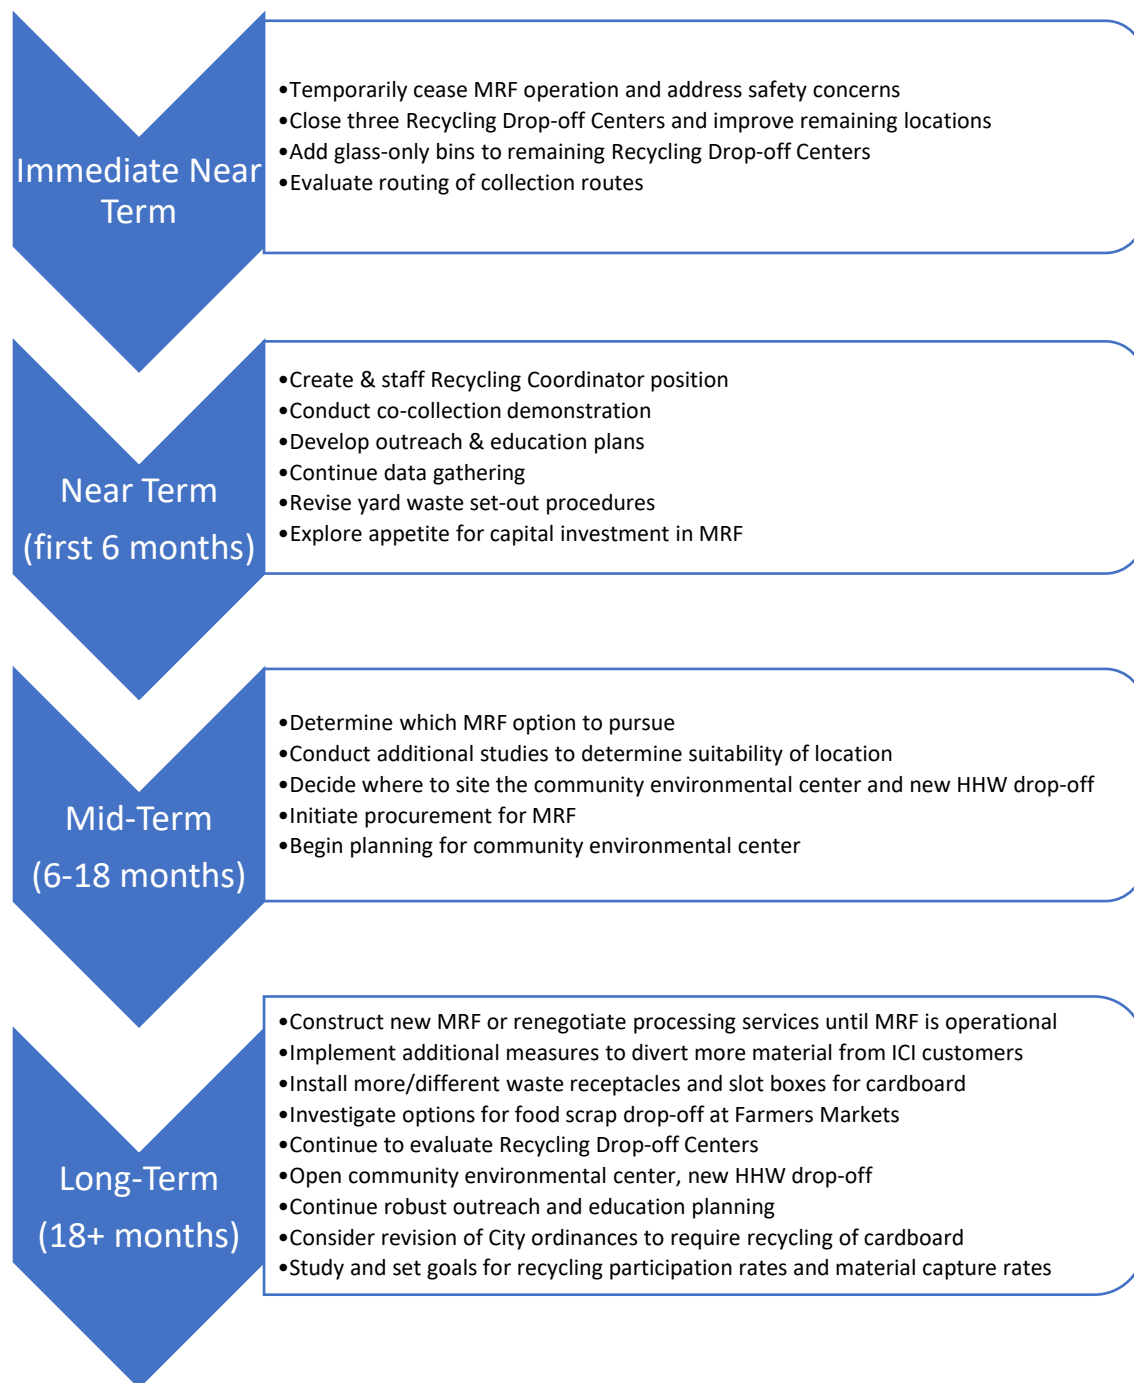 Immediate Near
Term
•Temporarily cease MRF operation and address safety concerns
•Close three Recycling Drop-off Centers and improve remaining locations
•Add glass-only bins to remaining Recycling Drop-off Centers
•Evaluate routing of collection routes
Near Term
(first 6 months)
•Create & staff Recycling Coordinator position
•Conduct co-collection demonstration
•Develop outreach & education plans
•Continue data gathering
•Revise yard waste set-out procedures
•Explore appetite for capital investment in MRF
Mid-Term
(6-18 months)
•Determine which MRF option to pursue
•Conduct additional studies to determine suitability of location
•Decide where to site the community environmental center and new HHW drop-off
•Initiate procurement for MRF
•Begin planning for community environmental center
Long-Term
(18+ months)
•Construct new MRF or renegotiate processing services until MRF is operational
•Implement additional measures to divert more material from ICI customers
•Install more/different waste receptacles and slot boxes for cardboard
•Investigate options for food scrap drop-off at Farmers Markets
•Continue to evaluate Recycling Drop-off Centers
•Open community environmental center, new HHW drop-off
•Continue robust outreach and education planning
•Consider revision of City ordinances to require recycling of cardboard
•Study and set goals for recycling participation rates and material capture rates